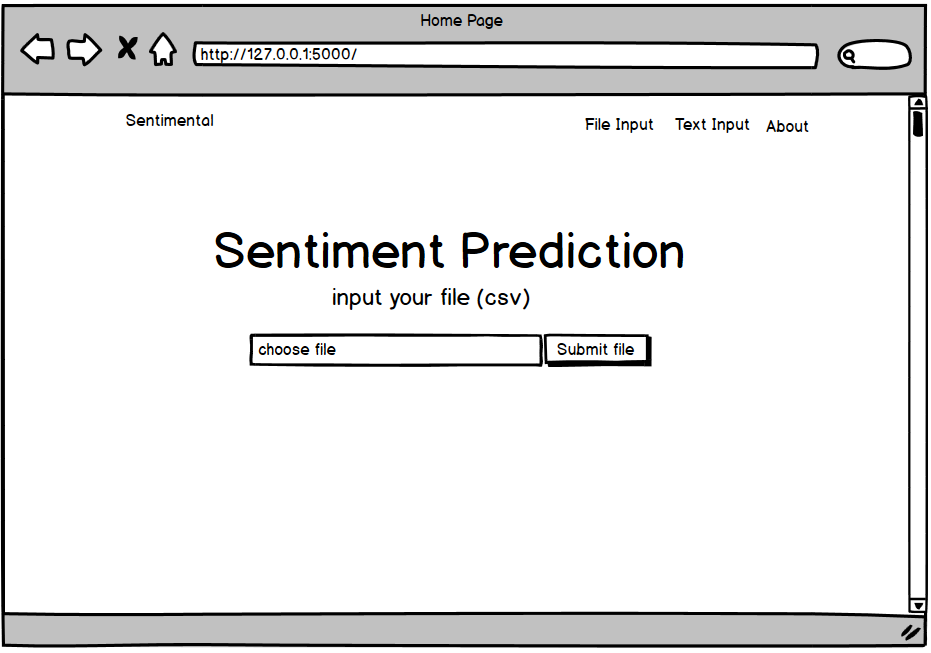 Home Page
http://127.0.0.1:5000/
Sentimental
File Input Text Input About
Sentiment Prediction
input your file (csv)
choose file Submit file